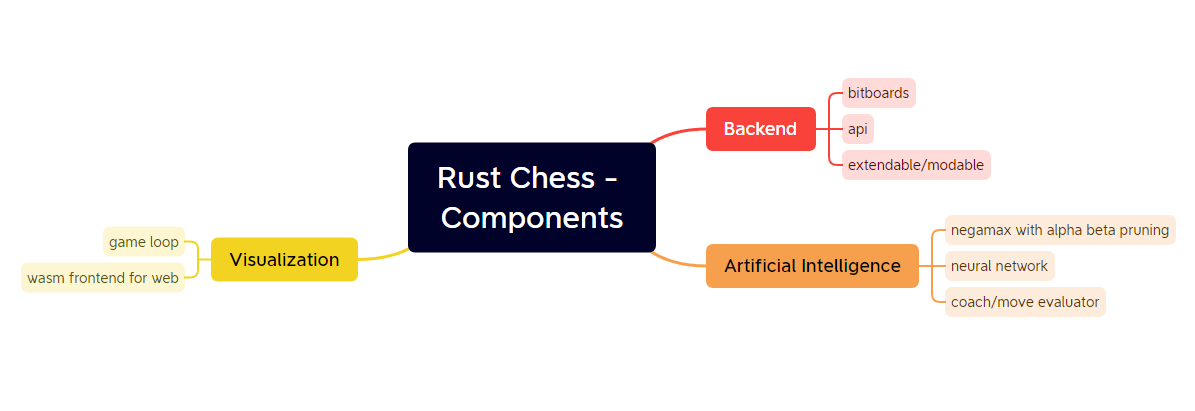 Rust Chess -
Components
Backend
bitboards
api
extendable/modable
Artificial Intelligence
negamax with alpha beta pruning
neural network
coach/move evaluator
Visualization
game loop
wasm frontend for web